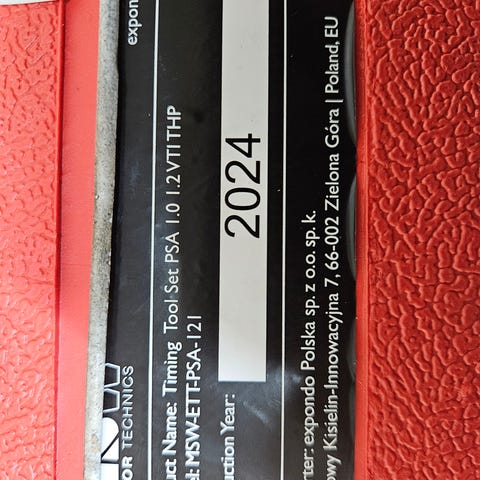 SW
OR TECHNICS
uct Name: Timing Tool Set PSA 1.0 1.2 VTI THP
l: MSW-ETT-PSA-121
uction Year: 2024
rter: expondo Polska sp. z o.o. sp. k.
owy Kisielin-Innowacyjna 7, 66-002 Zielona Góra | Poland, EU
expon